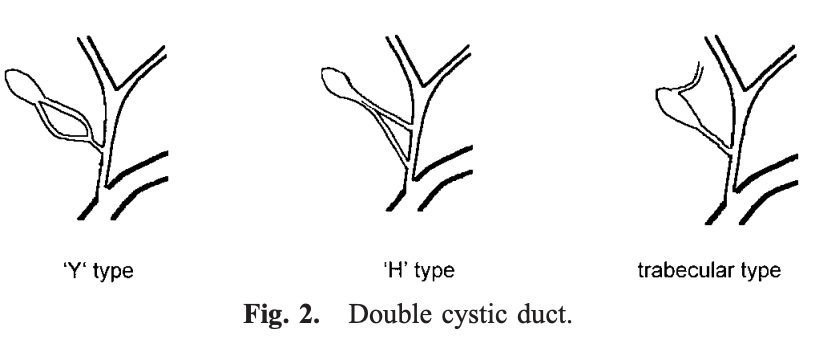 ‘Y‘ type
‘H’ type
trabecular type
Fig. 2. Double cystic duct.